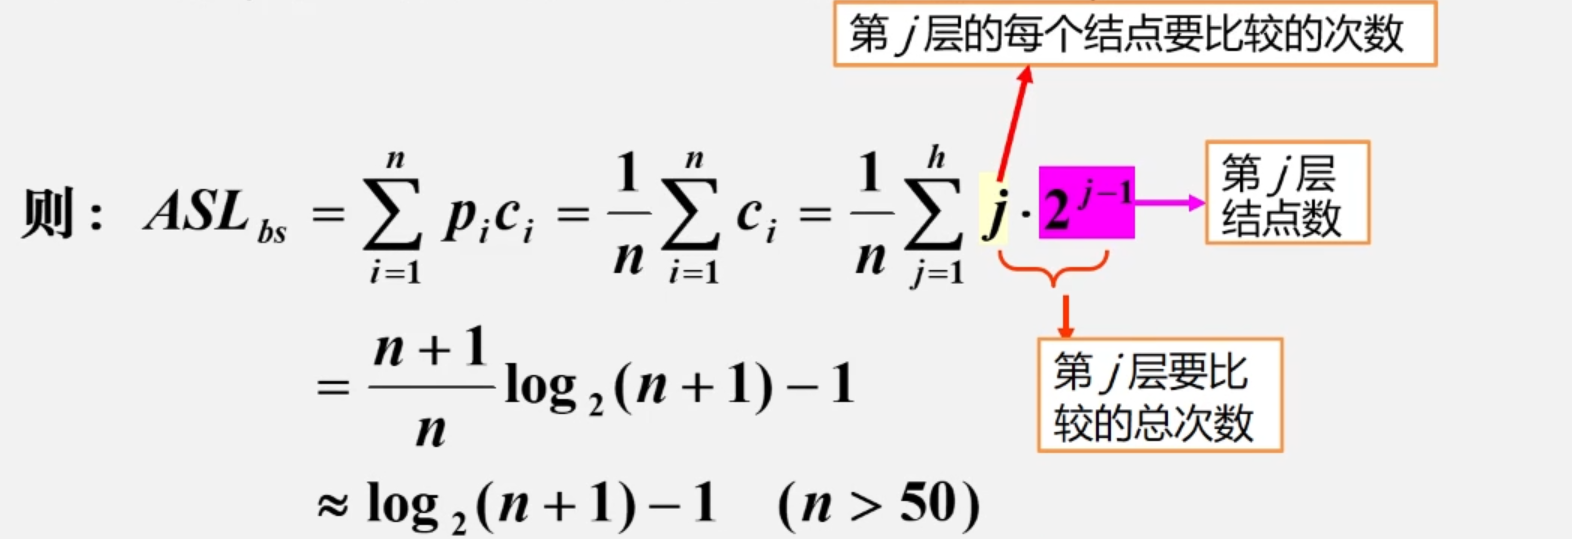 第 j 层的每个结点要比较的次数
则：ASL_{bs} = \sum_{i=1}^{n} p_i c_i = \frac{1}{n} \sum_{i=1}^{n} c_i = \frac{1}{n} \sum_{j=1}^{h} j \cdot 2^{j-1}
第 j 层
结点数
= \frac{n+1}{n} \log_2 (n+1) - 1
第 j 层要比
较的总次数
≈ \log_2 (n+1) - 1 (n > 50)